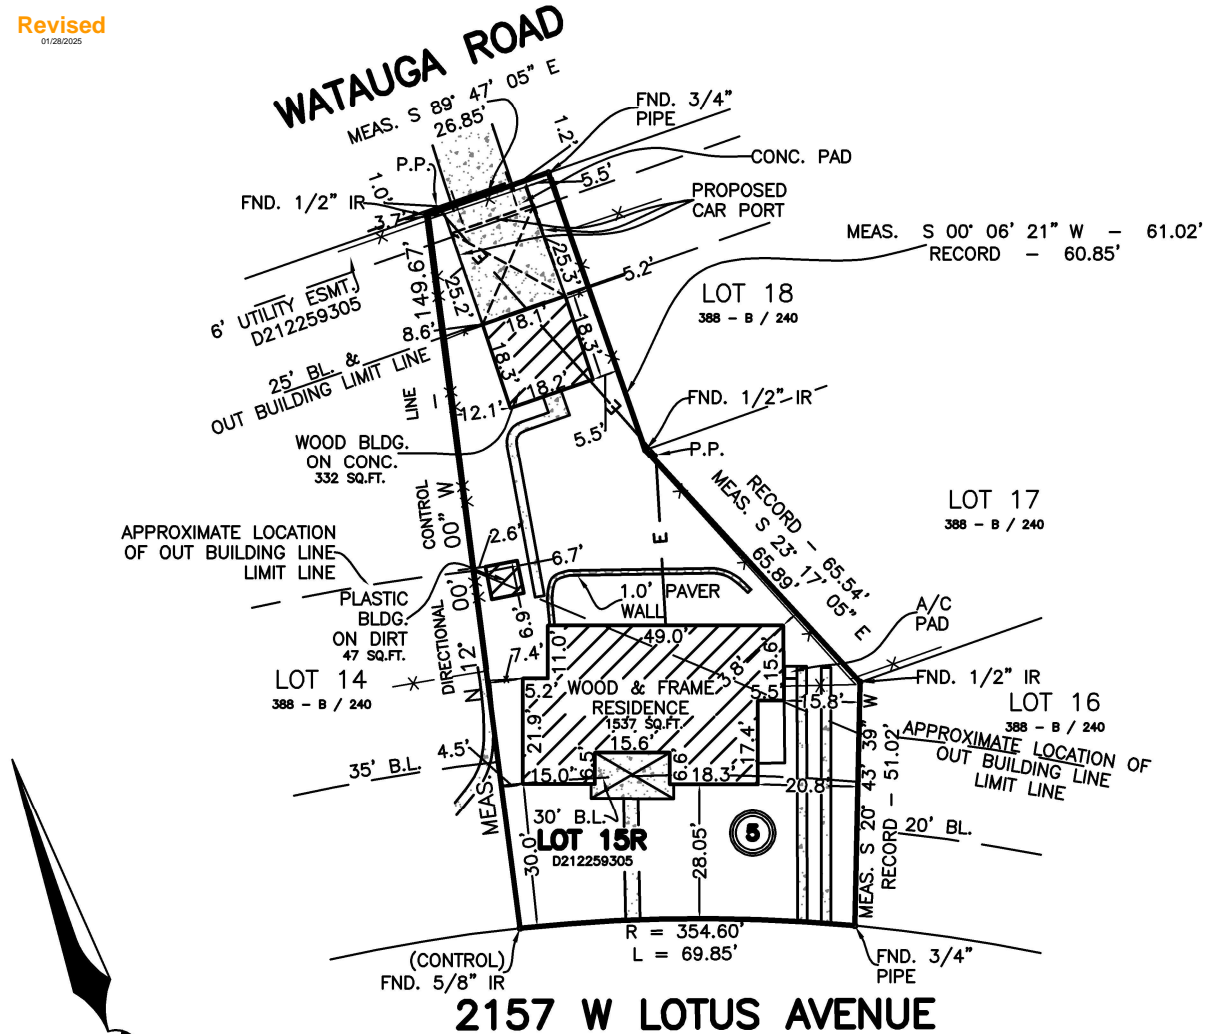 Revised
01/28/2025
WATAUGA ROAD
MEAS. S 89° 47' 05" E
26.85'
1.2'
FND. 3/4"
PIPE
CONC. PAD
P.P.
1.0'
FND. 1/2" IR
3.7'
5.5'
PROPOSED
CAR PORT
MEAS. S 00° 06' 21" W - 61.02'
RECORD - 60.85'
6' UTILITY ESMT.
D212259305
149.67'
25.2'
E
25.3'
5.2'
LOT 18
388 - B / 240
25' BL. &
OUT BUILDING LIMIT LINE
8.6'
18.1'
18.3'
18.3'
18.2'
12.1'
5.5'
E
FND. 1/2" IR
P.P.
WOOD BLDG.
ON CONC.
332 SQ.FT.
LOT 17
388 - B / 240
RECORD - 65.54'
MEAS. S 23° 17' 05" E
65.89'
APPROXIMATE LOCATION
OF OUT BUILDING LINE
LIMIT LINE
2.6'
6.7'
6.9'
E
PLASTIC
BLDG.
ON DIRT
47 SQ.FT.
1.0' PAVER
WALL
A/C
PAD
MEAS. N 12° 00' 00" W
DIRECTIONAL CONTROL LINE
LOT 14
388 - B / 240
7.4'
11.0'
49.0'
3.8'
15.6'
5.2'
WOOD & FRAME
RESIDENCE
1537 SQ.FT.
5.5'
15.8'
FND. 1/2" IR
LOT 16
388 - B / 240
APPROXIMATE LOCATION OF
OUT BUILDING LINE
LIMIT LINE
21.9'
15.6'
17.4'
35' B.L.
4.5'
15.0'
6.5'
6.6'
18.3'
20.8'
30' B.L.
LOT 15R
D212259305
5
30.0'
28.05'
20' BL.
MEAS. S 20° 43' 39" W
RECORD - 51.02'
R = 354.60'
L = 69.85'
(CONTROL)
FND. 5/8" IR
FND. 3/4"
PIPE
2157 W LOTUS AVENUE